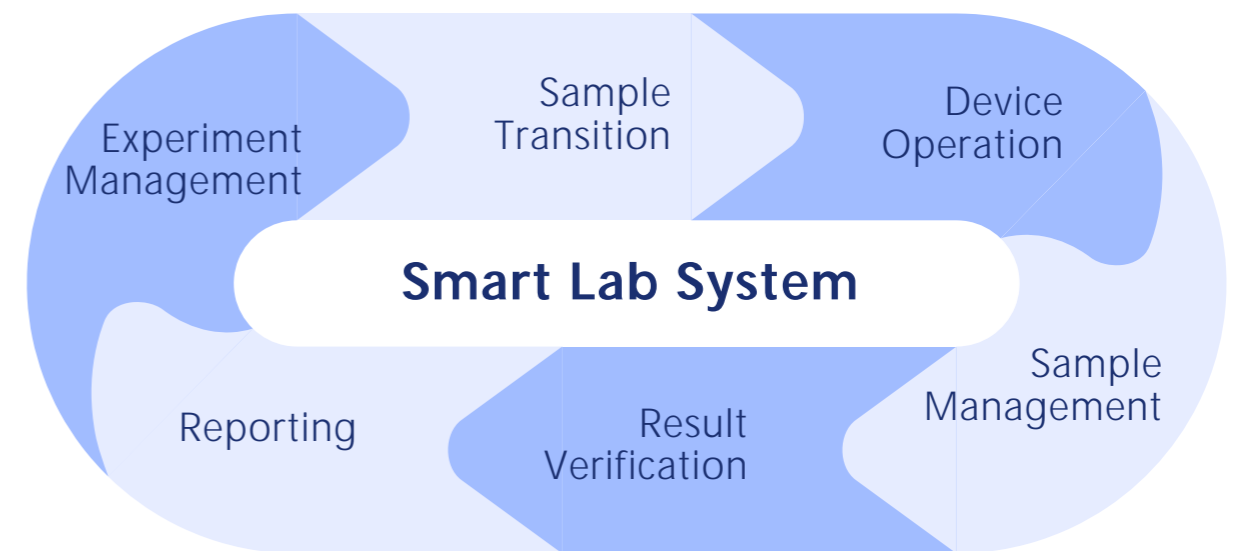 Experiment
Management
Sample
Transition
Device
Operation
Smart Lab System
Sample
Management
Result
Verification
Reporting